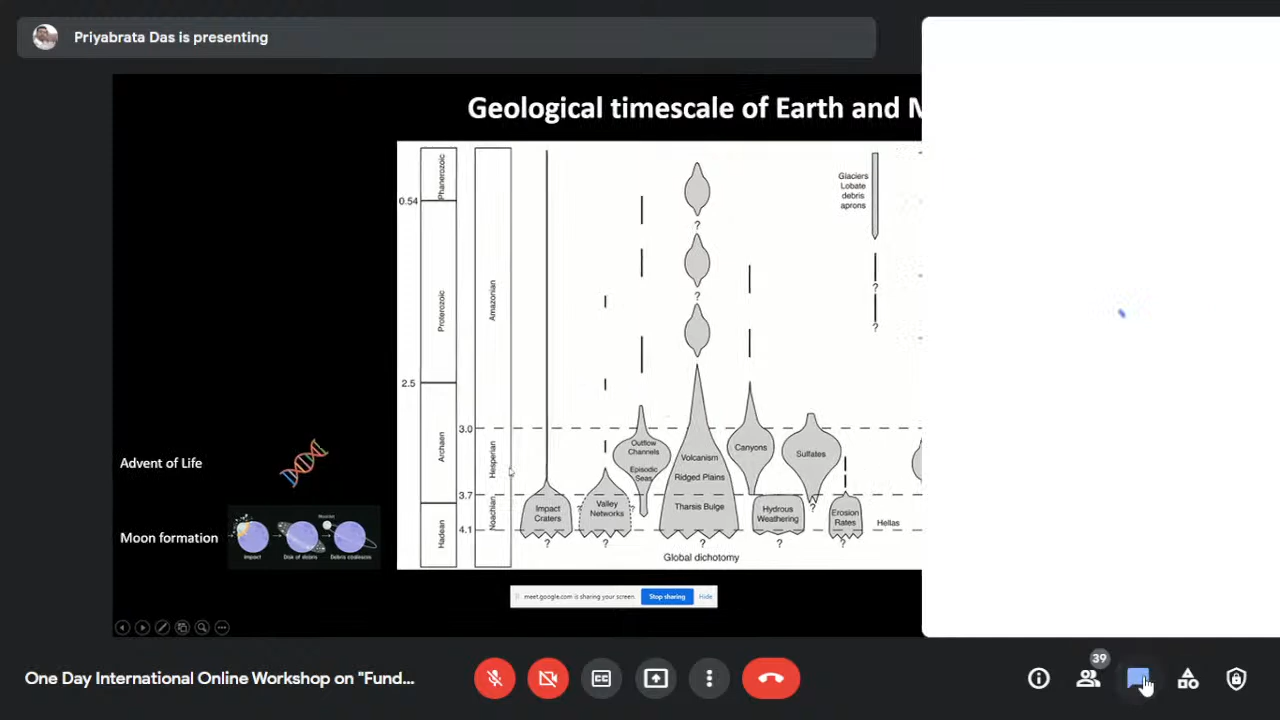 Priyabrata Das is presenting
Geological timescale of Earth and M
Phanerozoic
0.54
Proterozoic
2.5
Archaen
Hadean
Amazonian
3.0
Hesperian
3.7
Noachian
4.1
Glaciers
Lobate
debris
aprons
?
?
?
?
Outflow
Channels
Episodic
Seas
Volcanism
Ridged Plains
Tharsis Bulge
Canyons
Sulfates
?
Impact
Craters
?
?
Valley
Networks
?
?
Hydrous
Weathering
?
Erosion
Rates
?
Hellas
?
Global dichotomy
Advent of Life
Moon formation
Impact
Disk of debris
Debris coalesces
meet.google.com is sharing your screen.
Stop sharing
Hide
One Day International Online Workshop on "Fund...
39